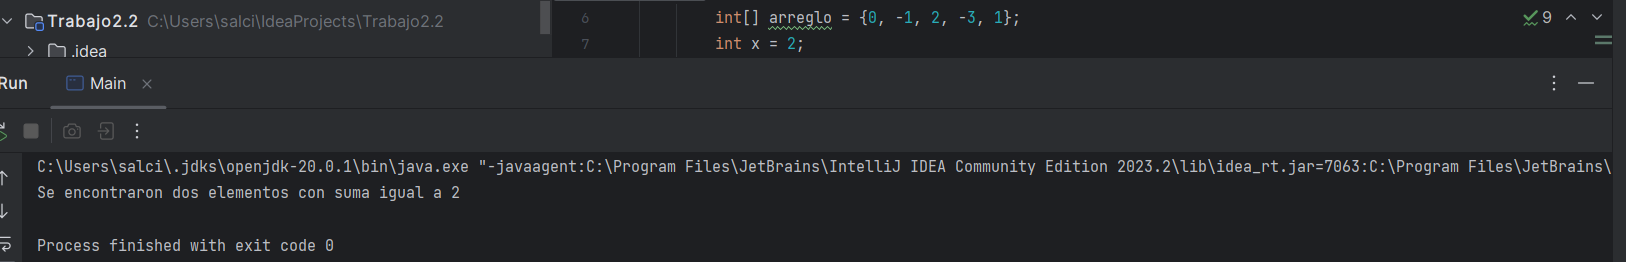 Trabajo2.2 C:\Users\salci\IdeaProjects\Trabajo2.2
.idea
6 int[] arreglo = {0, -1, 2, -3, 1}; 9
7 int x = 2;
Run Main
C:\Users\salci\.jdks\openjdk-20.0.1\bin\java.exe "-javaagent:C:\Program Files\JetBrains\IntelliJ IDEA Community Edition 2023.2\lib\idea_rt.jar=7063:C:\Program Files\JetBrains\
Se encontraron dos elementos con suma igual a 2
Process finished with exit code 0